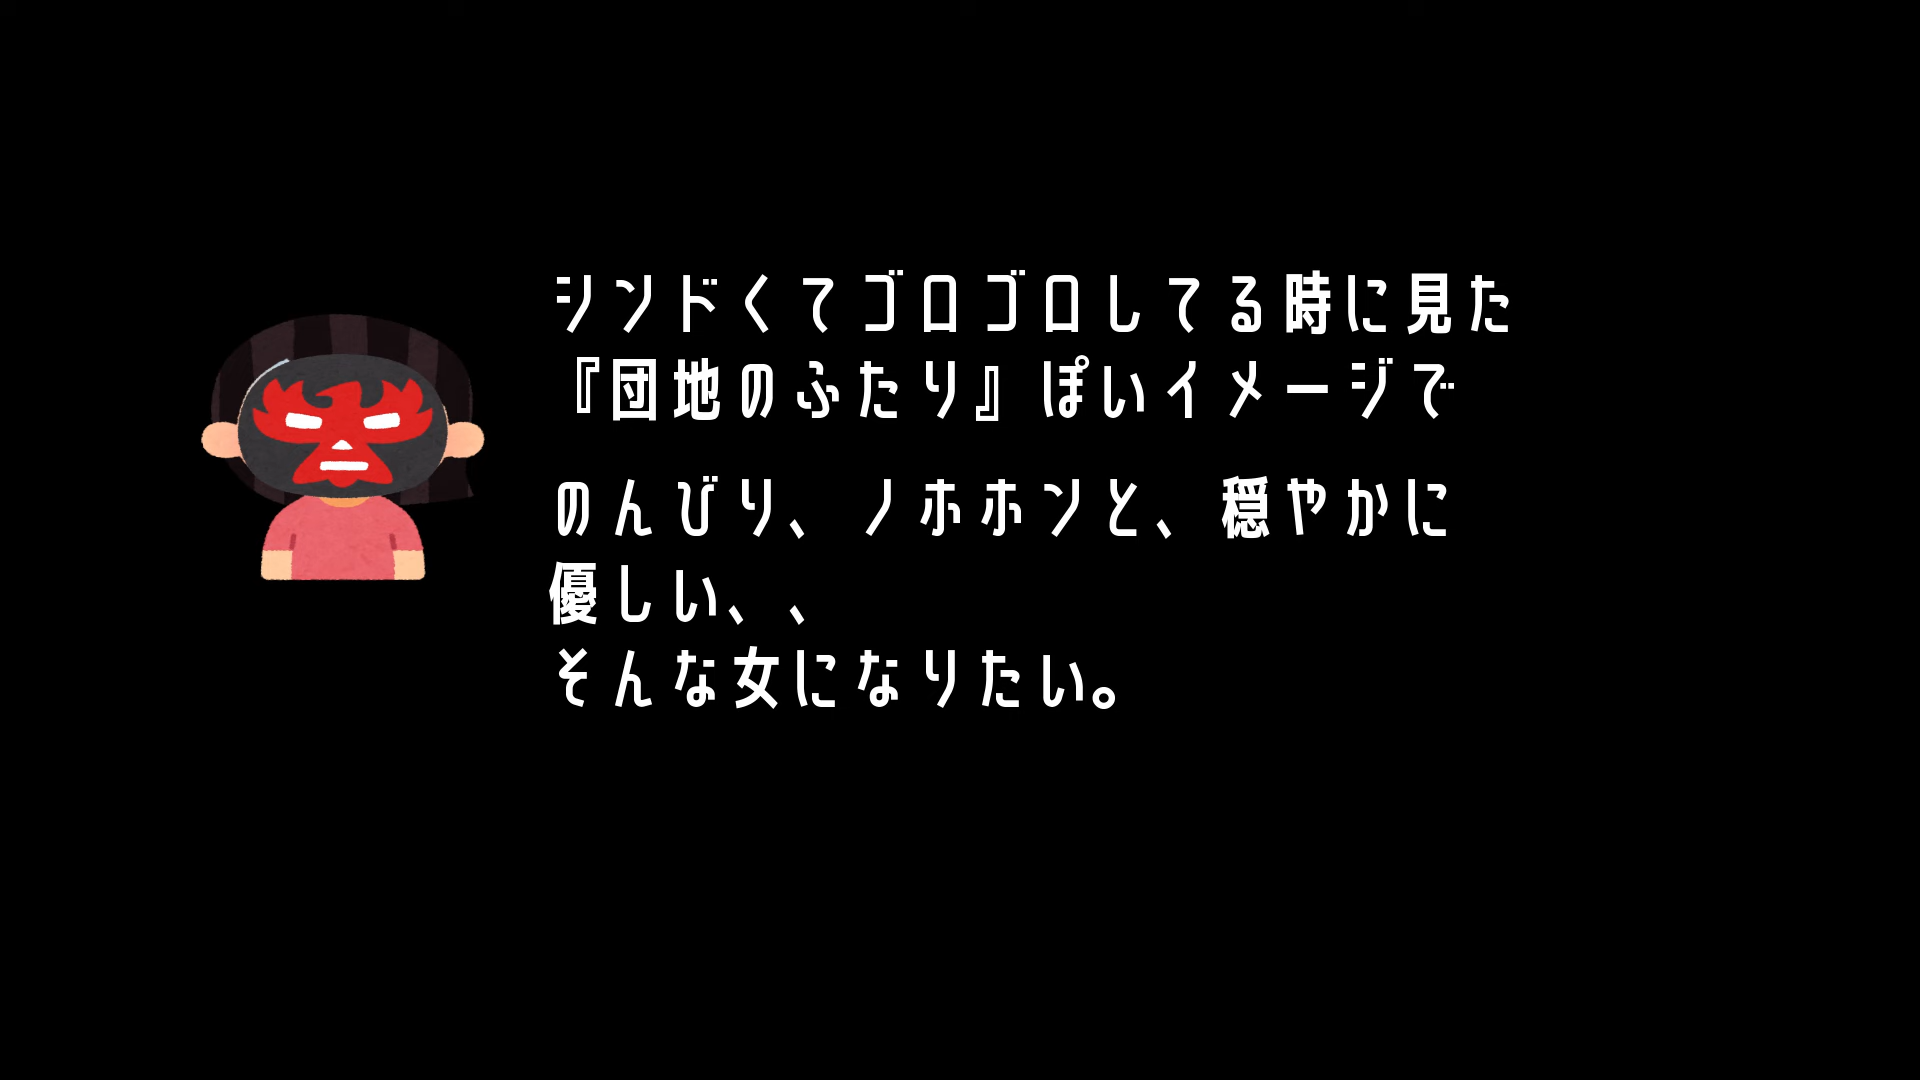 シンドくてゴロゴロしてる時に見た
『団地のふたり』ぽいイメージで
のんびり、ノホホンと、穏やかに
優しい、、
そんな女になりたい。